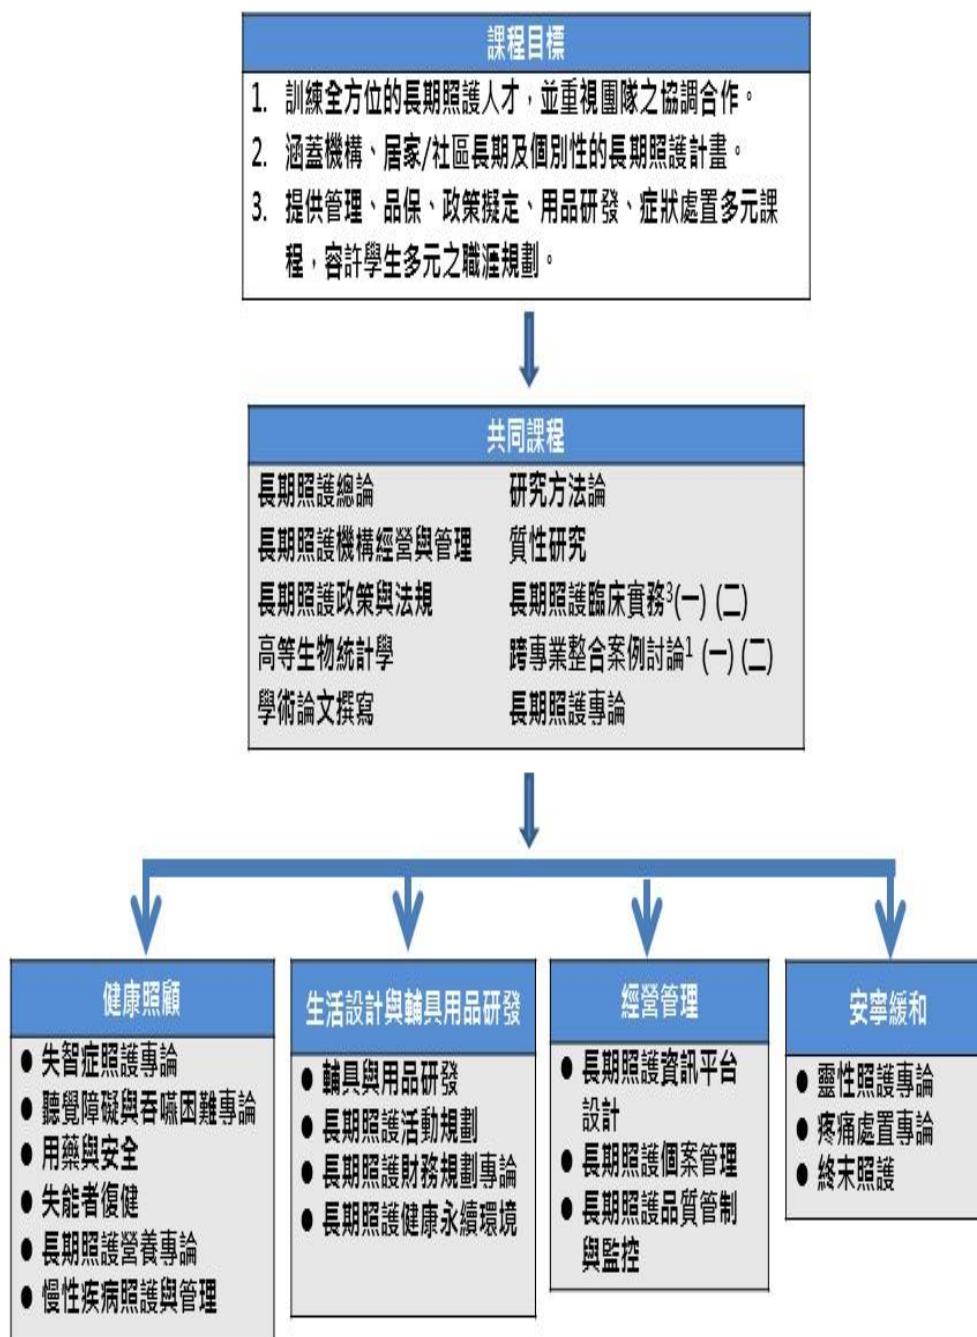 課程目標
1. 訓練全方位的長期照護人才，並重視團隊之協調合作。
2. 涵蓋機構、居家/社區長期及個別性的長期照護計畫。
3. 提供管理、品保、政策擬定、用品研發、症狀處置多元課
程，容許學生多元之職涯規劃。
共同課程
長期照護總論
長期照護機構經營與管理
長期照護政策與法規
高等生物統計學
學術論文撰寫
研究方法論
質性研究
長期照護臨床實務3(一) (二)
跨專業整合案例討論1 (一) (二)
長期照護專論
健康照顧
● 失智症照護專論
● 聽覺障礙與吞嚥困難專論
● 用藥與安全
● 失能者復健
● 長期照護營養專論
● 慢性疾病照護與管理
生活設計與輔具用品研發
● 輔具與用品研發
● 長期照護活動規劃
● 長期照護財務規劃專論
● 長期照護健康永續環境
經營管理
● 長期照護資訊平台
設計
● 長期照護個案管理
● 長期照護品質管制
與監控
安寧緩和
● 靈性照護專論
● 疼痛處置專論
● 終末照護